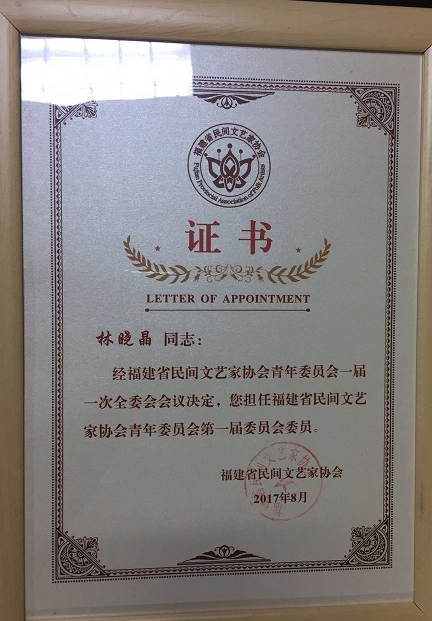 福建省民间文艺家协会
Fujian Provincial Association of Folk Artists
证书
LETTER OF APPOINTMENT
林晓晶 同志：
经福建省民间文艺家协会青年委员会一届
一次全委会会议决定，您担任福建省民间文艺
家协会青年委员会第一届委员会委员。
福建省民间文艺家协会
2017年8月